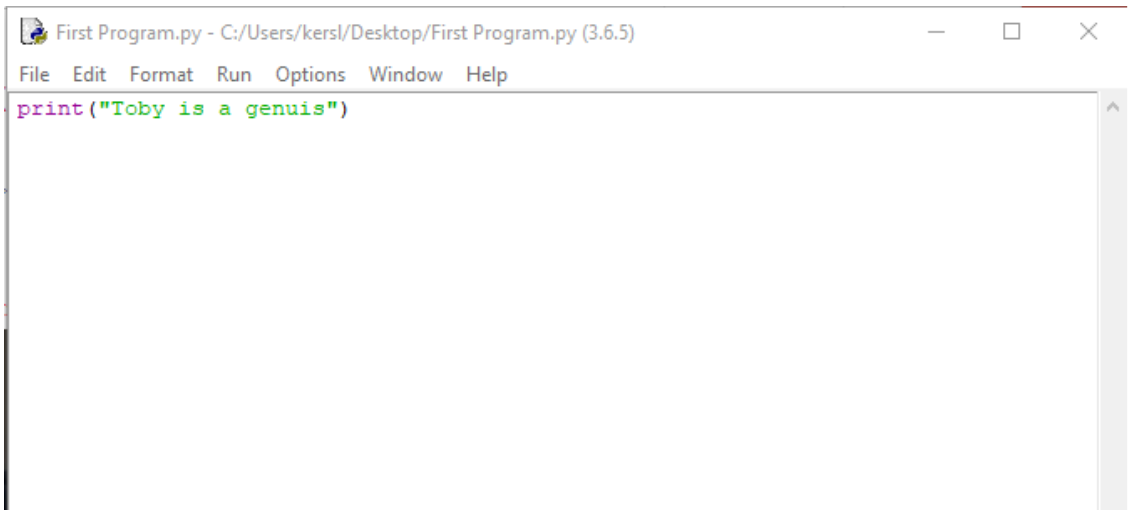 First Program.py - C:/Users/kersl/Desktop/First Program.py (3.6.5)
File Edit Format Run Options Window Help
print("Toby is a genuis")